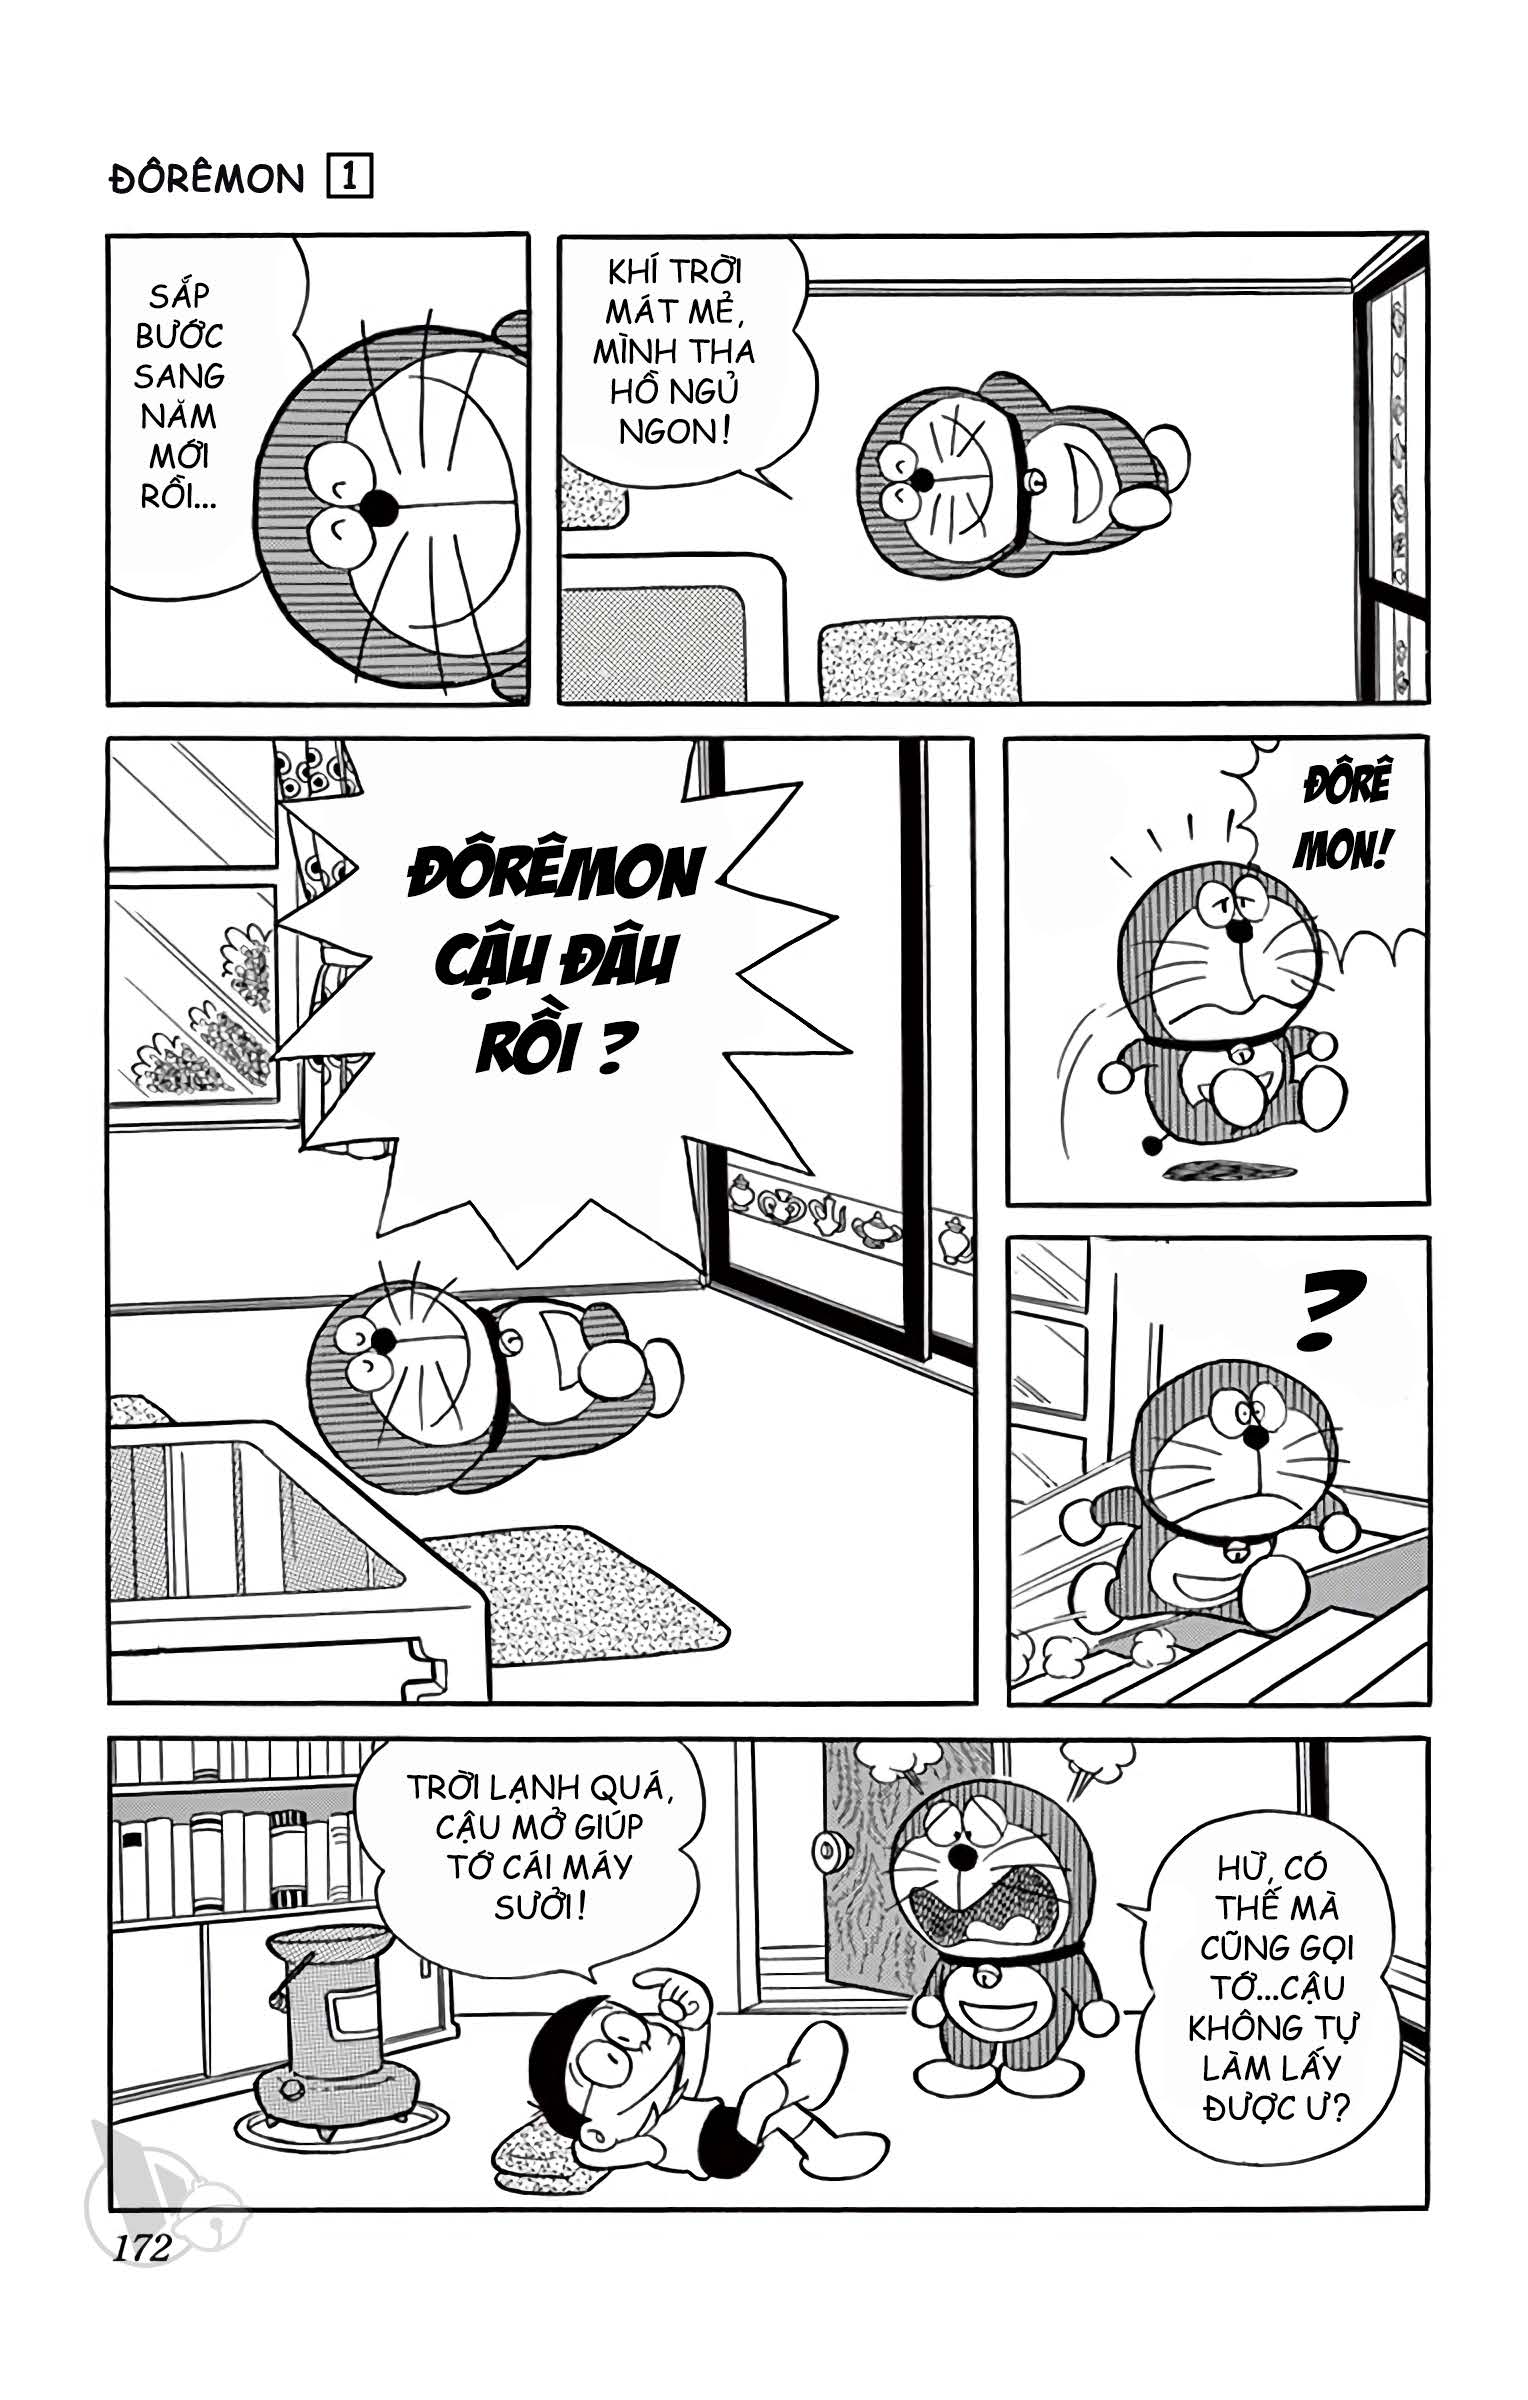 ĐÔRÊMON 1
SẮP
BƯỚC
SANG
NĂM
MỚI
RỒI...
KHÍ TRỜI
MÁT MẺ,
MÌNH THA
HỒ NGỦ
NGON!
ĐÔRÊMON
CẬU ĐÂU
RỒI ?
ĐÔRÊ
MON!
?
TRỜI LẠNH QUÁ,
CẬU MỞ GIÚP
TỚ CÁI MÁY
SƯỞI!
HỪ, CÓ
THẾ MÀ
CŨNG GỌI
TỚ...CẬU
KHÔNG TỰ
LÀM LẤY
ĐƯỢC Ư?
172